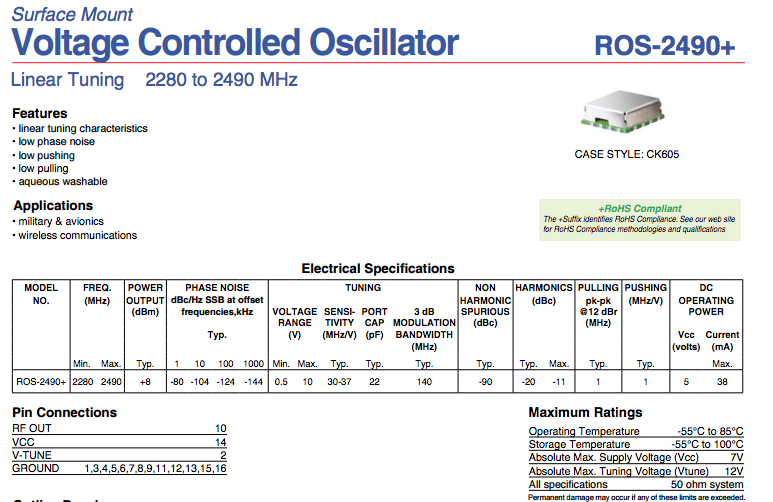 Surface Mount
Voltage Controlled Oscillator ROS-2490+
Linear Tuning 2280 to 2490 MHz
Features
• linear tuning characteristics
• low phase noise
• low pushing
• low pulling
• aqueous washable
CASE STYLE: CK605
Applications
• military & avionics
• wireless communications
+RoHS Compliant
The +Suffix identifies RoHS Compliance. See our web site
for RoHS Compliance methodologies and qualifications
Electrical Specifications
MODEL FREQ. POWER PHASE NOISE TUNING NON HARMONICS PULLING PUSHING DC
NO. (MHz) OUTPUT dBc/Hz SSB at offset HARMONIC (dBc) pk-pk (MHz/V) OPERATING
(dBm) frequencies,kHz VOLTAGE SENSI- PORT 3 dB SPURIOUS @12 dBr POWER
RANGE TIVITY CAP MODULATION (dBc) (MHz)
(V) (MHz/V) (pF) BANDWIDTH
Typ. (MHz) Vcc Current
(volts) (mA)
Min. Max. Typ. 1 10 100 1000 Min. Max. Typ. Typ. Typ. Typ. Typ. Max. Typ. Typ. Max.
ROS-2490+ 2280 2490 +8 -80 -104 -124 -144 0.5 10 30-37 22 140 -90 -20 -11 1 1 5 38
Pin Connections
RF OUT 10
VCC 14
V-TUNE 2
GROUND 1,3,4,5,6,7,8,9,11,12,13,15,16
Maximum Ratings
Operating Temperature -55°C to 85°C
Storage Temperature -55°C to 100°C
Absolute Max. Supply Voltage (Vcc) 7V
Absolute Max. Tuning Voltage (Vtune) 12V
All specifications 50 ohm system
Permanent damage may occur if any of these limits are exceeded.